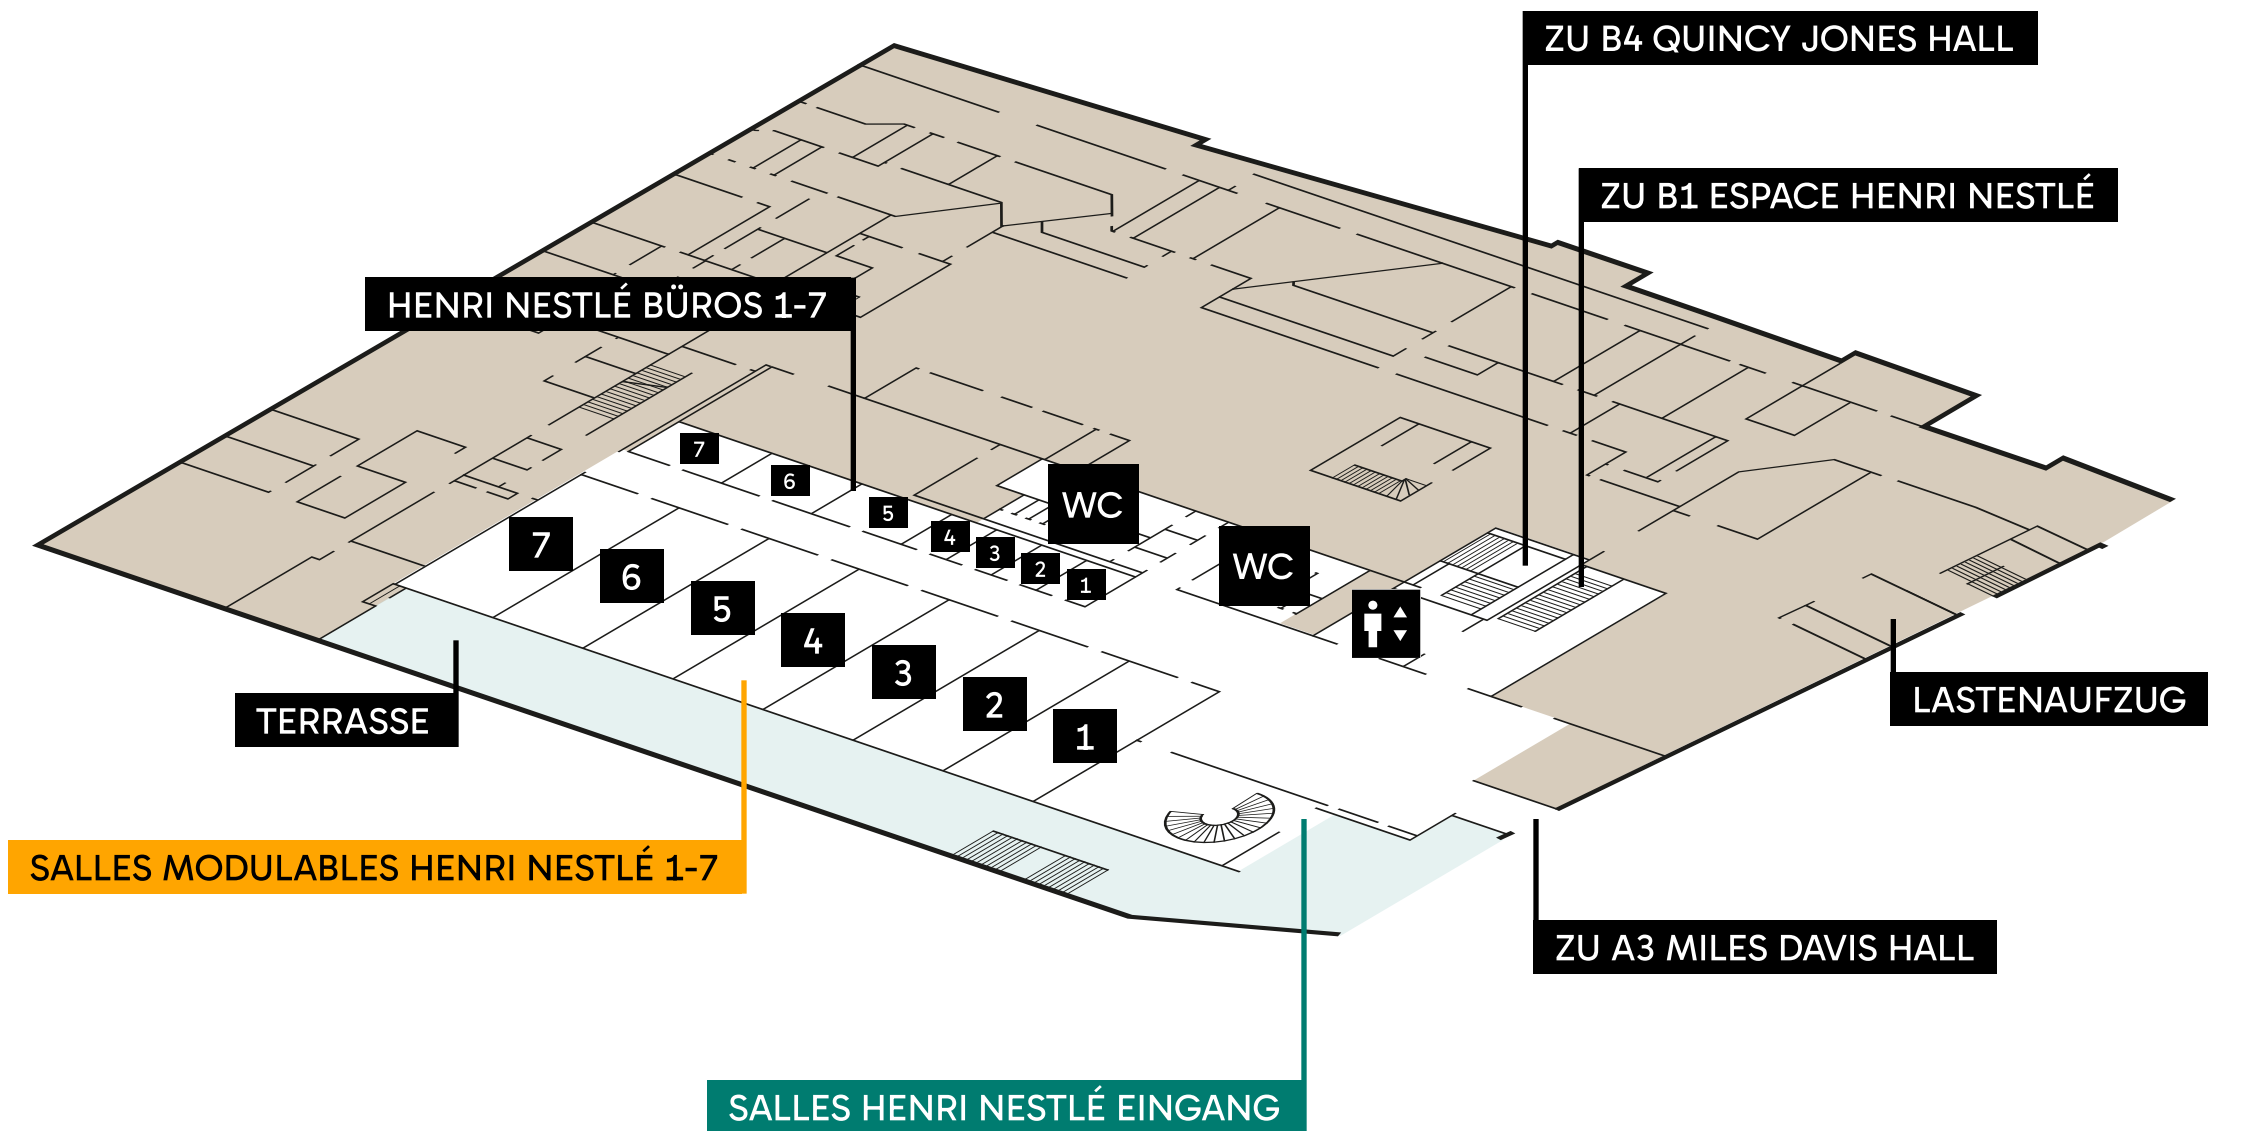 ZU B4 QUINCY JONES HALL
ZU B1 ESPACE HENRI NESTLÉ
HENRI NESTLÉ BÜROS 1-7
7
6
5
4
3
2
1
WC
WC
7
6
5
4
3
2
1
TERRASSE
LASTENAUFZUG
SALLES MODULABLES HENRI NESTLÉ 1-7
ZU A3 MILES DAVIS HALL
SALLES HENRI NESTLÉ EINGANG